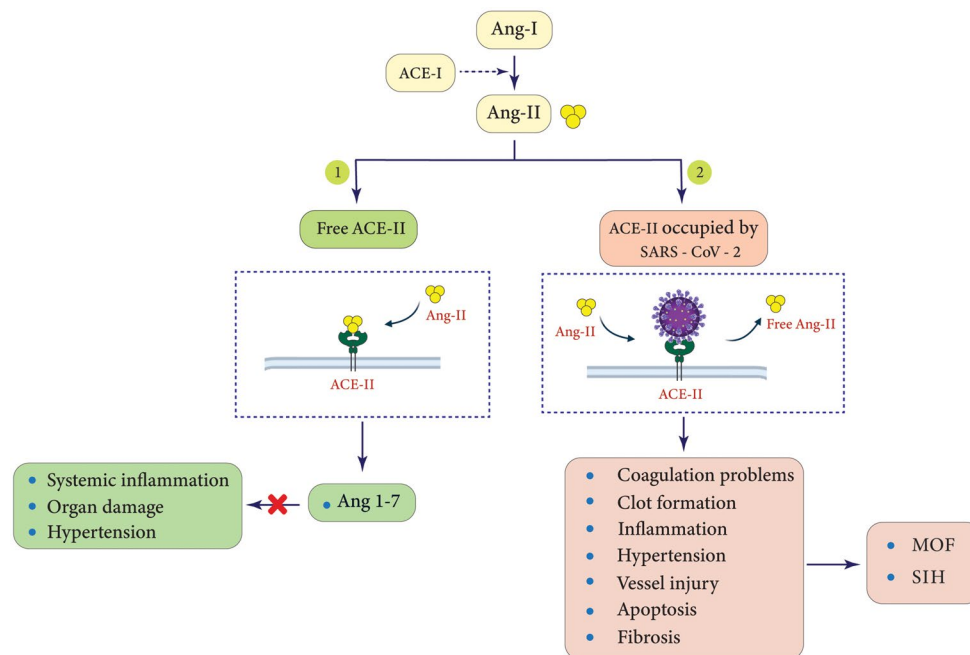 Ang-I
ACE-I
Ang-II
1
2
Free ACE-II
ACE-II occupied by
SARS - CoV - 2
Ang-II
ACE-II
Ang-II
Free Ang-II
ACE-II
• Systemic inflammation
• Organ damage
• Hypertension
• Ang 1-7
• Coagulation problems
• Clot formation
• Inflammation
• Hypertension
• Vessel injury
• Apoptosis
• Fibrosis
• MOF
• SIH